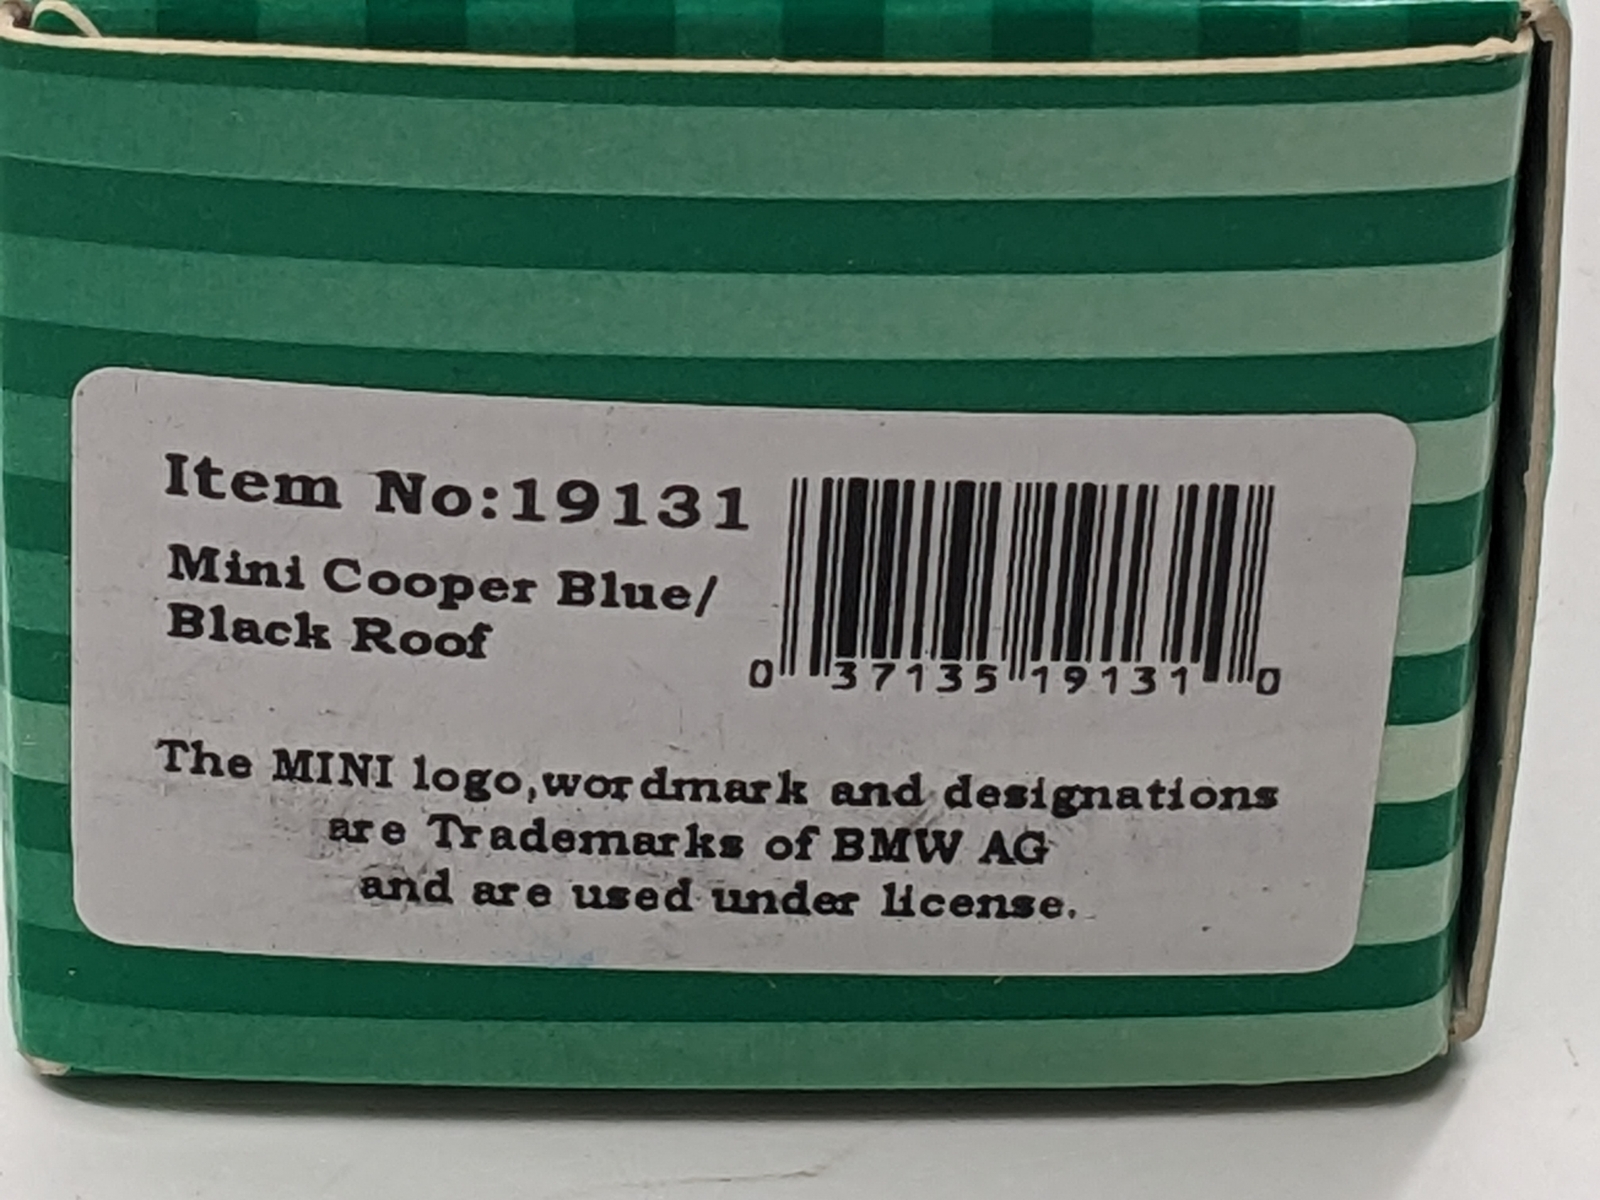 Item No:19131
Mini Cooper Blue/
Black Roof
0 37135 19131 0
The MINI logo,wordmark and designations
are Trademarks of BMW AG
and are used under license.